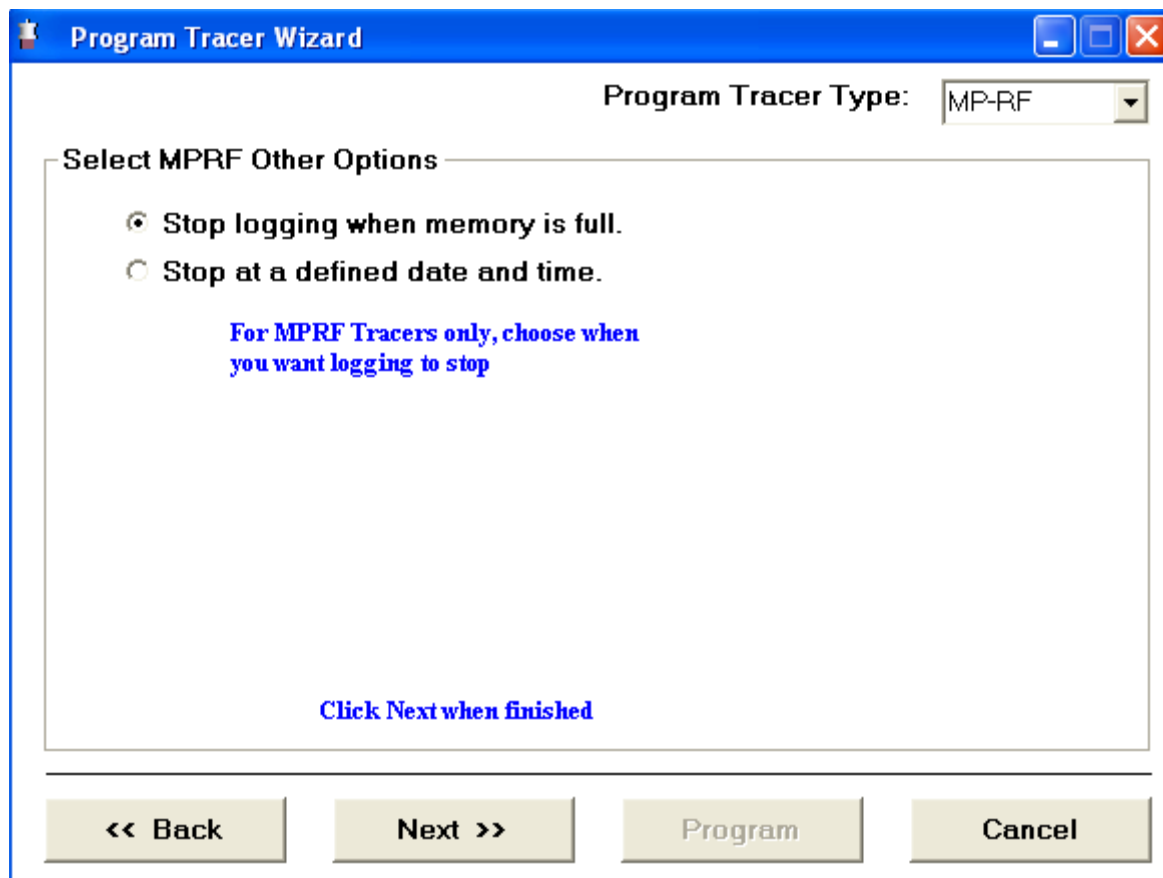 Program Tracer Wizard
Program Tracer Type: MP-RF
Select MPRF Other Options
Stop logging when memory is full.
Stop at a defined date and time.
For MPRF Tracers only, choose when
you want logging to stop
Click Next when finished
<< Back Next >> Program Cancel